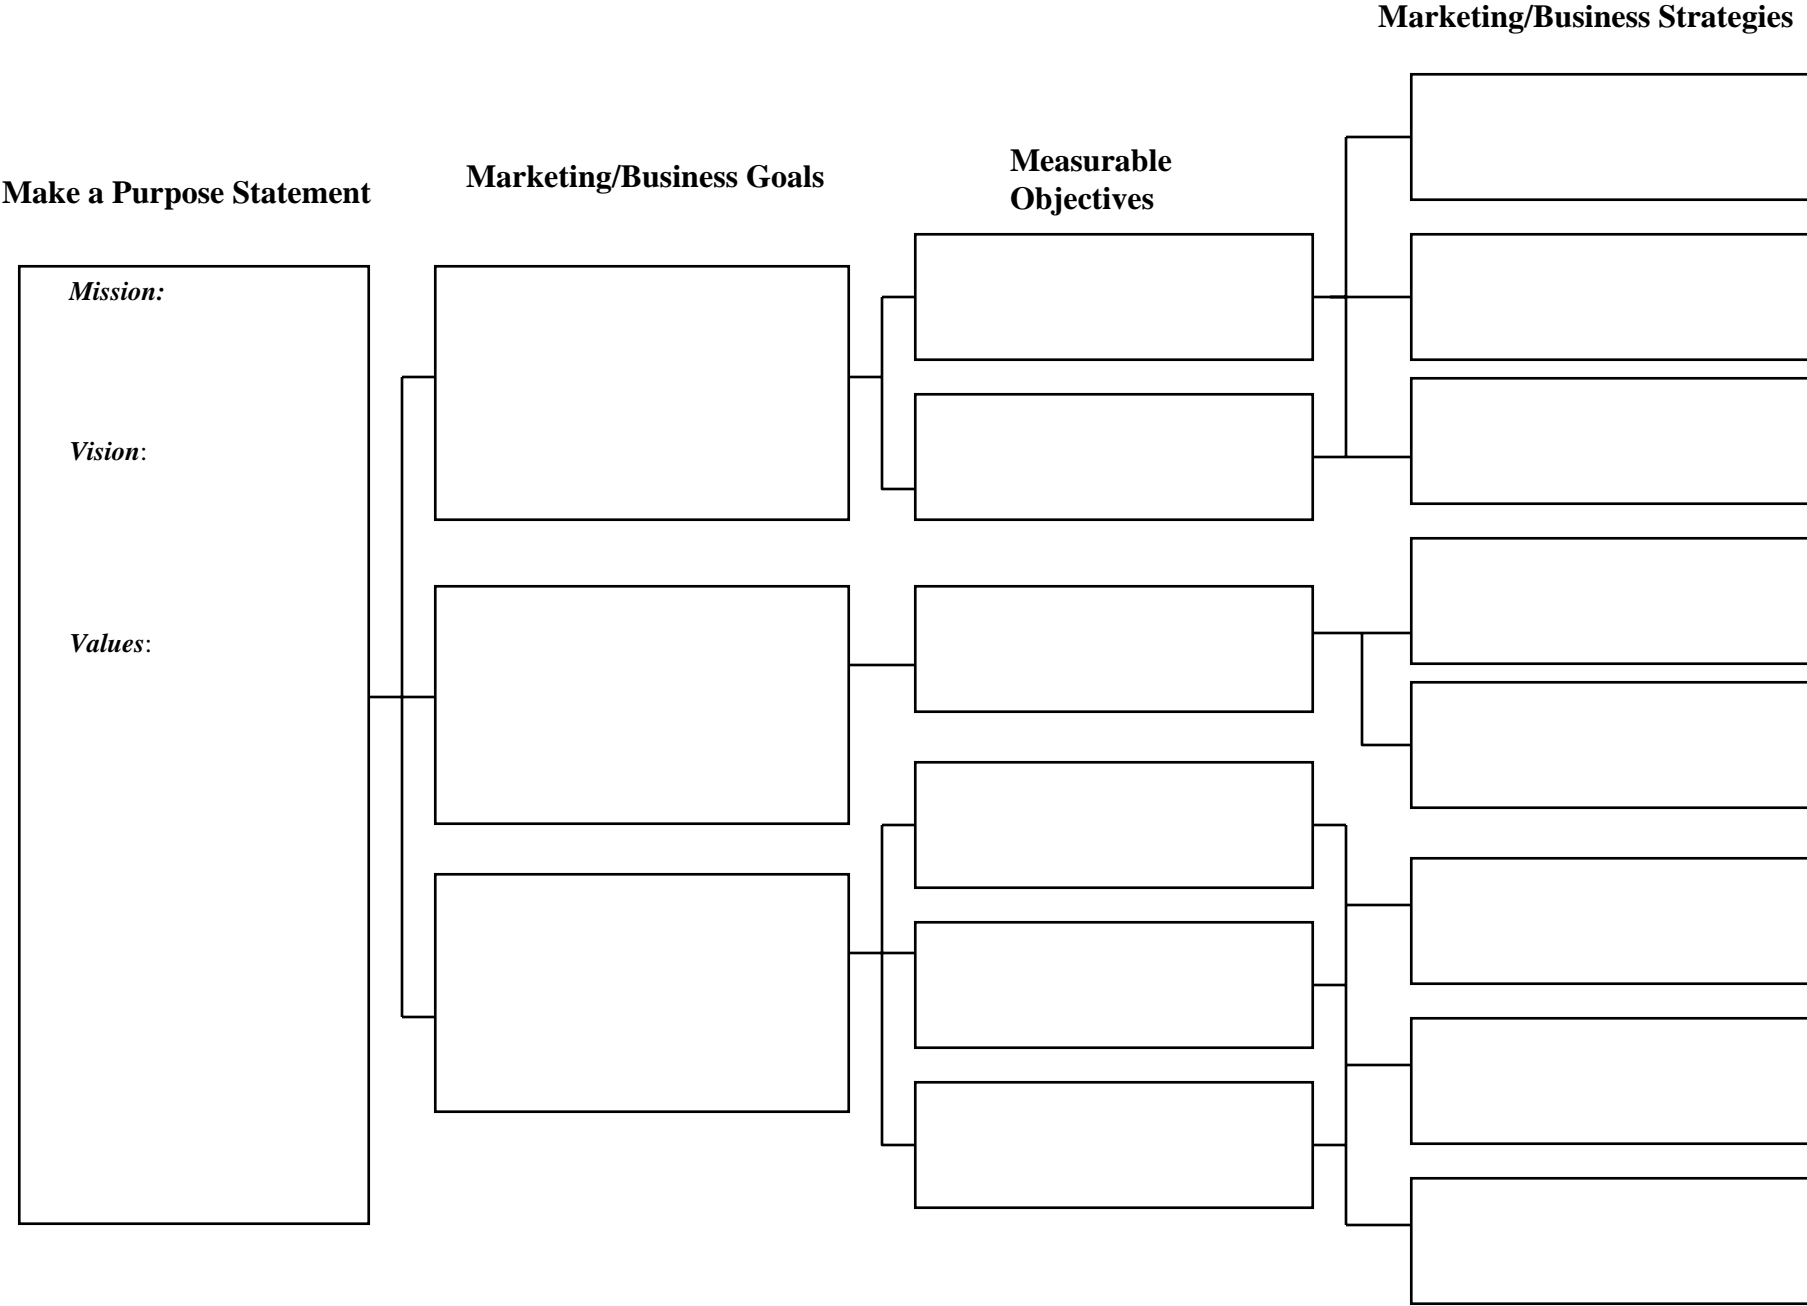 Marketing/Business Strategies
Make a Purpose Statement
Marketing/Business Goals
Measurable
Objectives
Mission:
Vision:
Values: